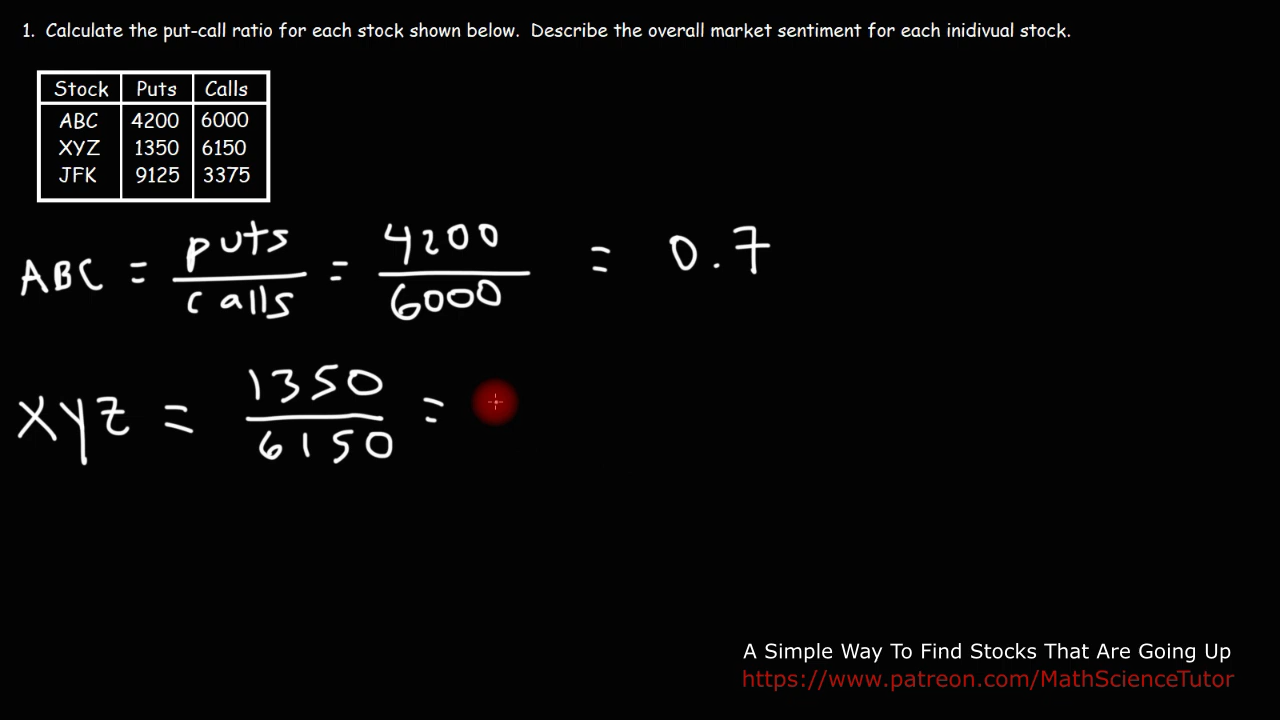 1. Calculate the put-call ratio for each stock shown below. Describe the overall market sentiment for each inidivual stock.
Stock Puts Calls
ABC 4200 6000
XYZ 1350 6150
JFK 9125 3375
ABC = puts / calls = 4200 / 6000 = 0.7
XYZ = 1350 / 6150 =
A Simple Way To Find Stocks That Are Going Up
https://www.patreon.com/MathScienceTutor